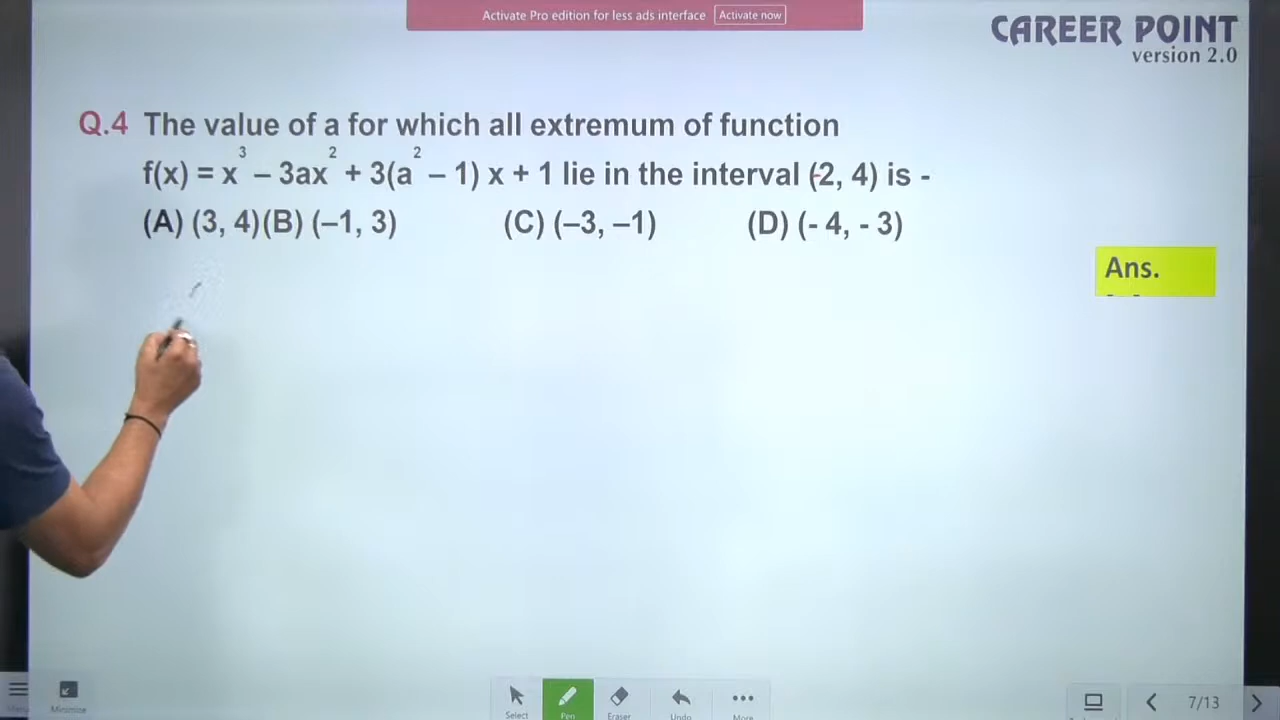 Activate Pro edition for less ads interface Activate now
CAREER POINT
version 2.0
Q.4 The value of a for which all extremum of function
f(x) = x³ – 3ax² + 3(a² – 1) x + 1 lie in the interval (-2, 4) is -
(A) (3, 4)(B) (–1, 3) (C) (–3, –1) (D) (- 4, - 3)
Ans.
Menu Minimize Select Pen Eraser Undo More 7/13